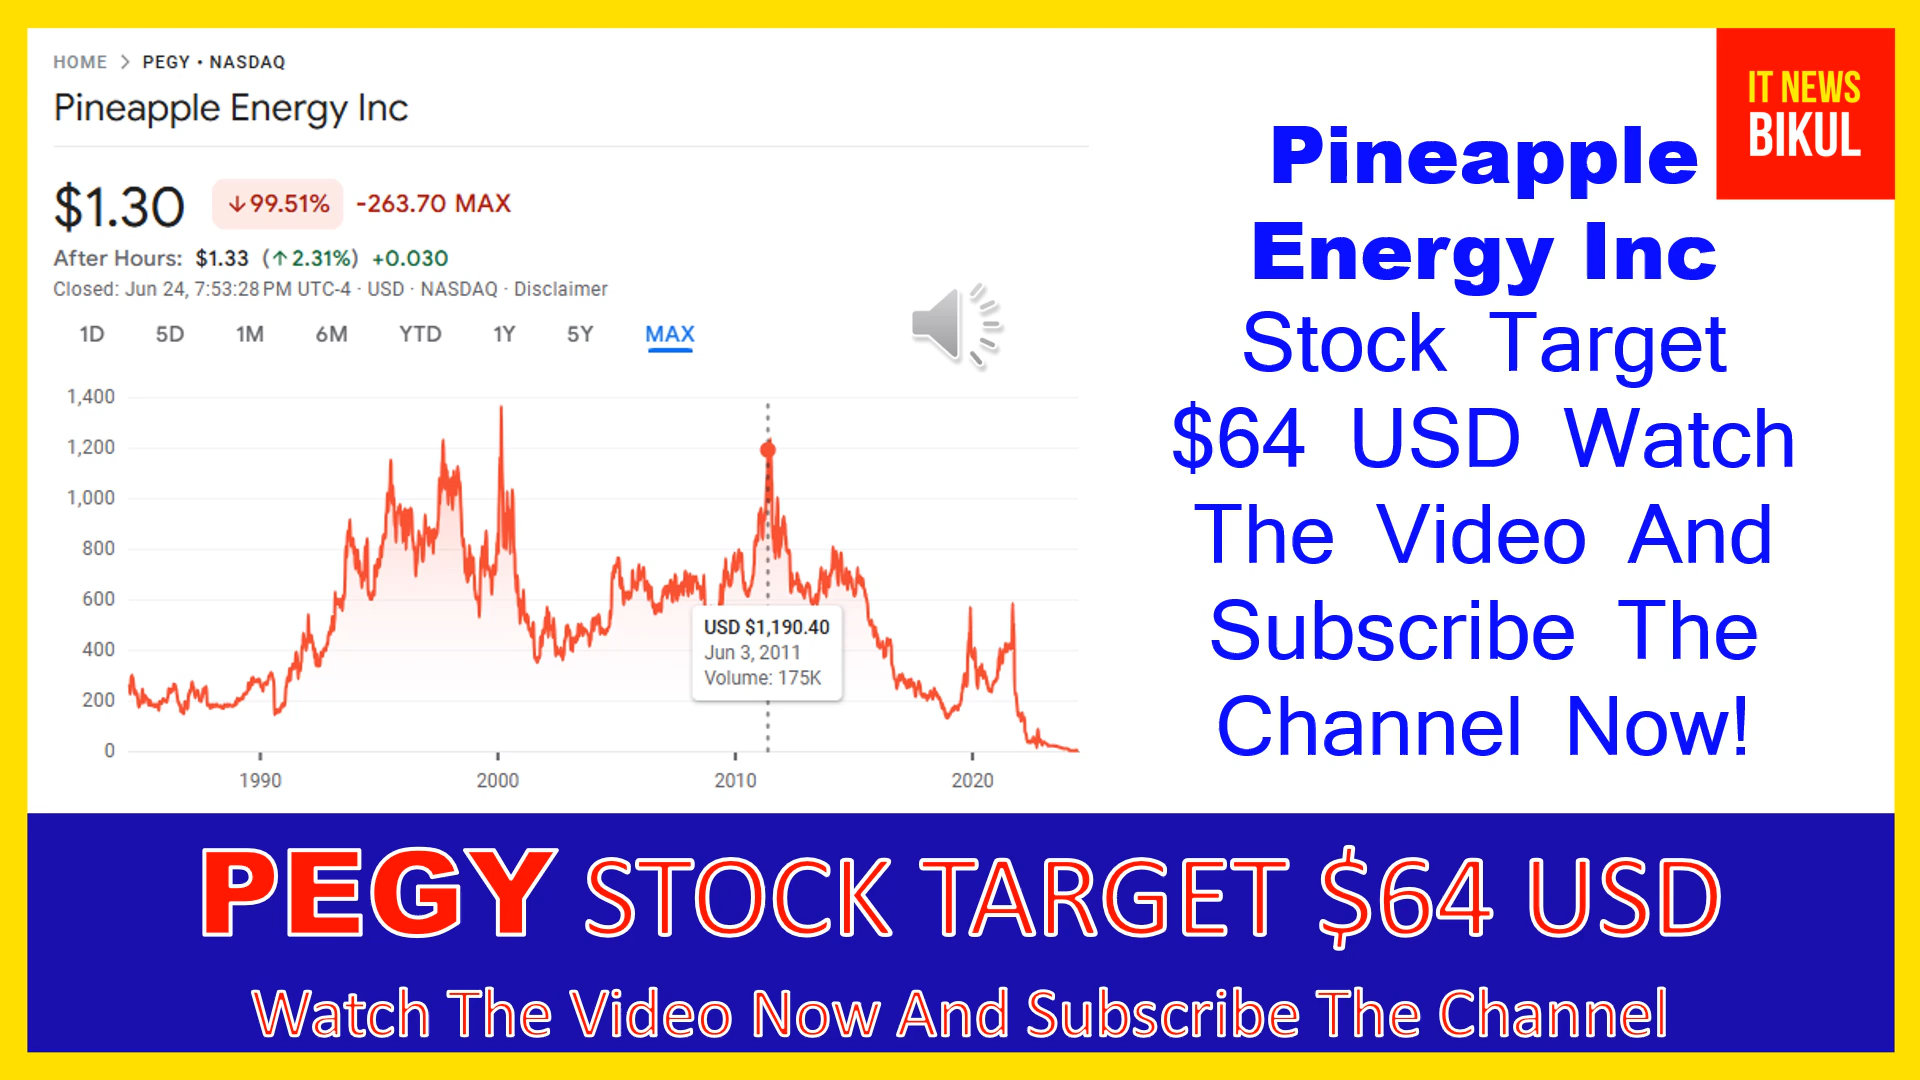 HOME > PEGY • NASDAQ
Pineapple Energy Inc
$1.30 ↓99.51% -263.70 MAX
After Hours: $1.33 (↑2.31%) +0.030
Closed: Jun 24, 7:53:28 PM UTC-4 · USD · NASDAQ · Disclaimer
1D 5D 1M 6M YTD 1Y 5Y MAX
1,400
1,200
1,000
800
600
400
200
0
USD $1,190.40
Jun 3, 2011
Volume: 175K
1990 2000 2010 2020
IT NEWS
BIKUL
Pineapple
Energy Inc
Stock Target
$64 USD Watch
The Video And
Subscribe The
Channel Now!
PEGY STOCK TARGET $64 USD
Watch The Video Now And Subscribe The Channel